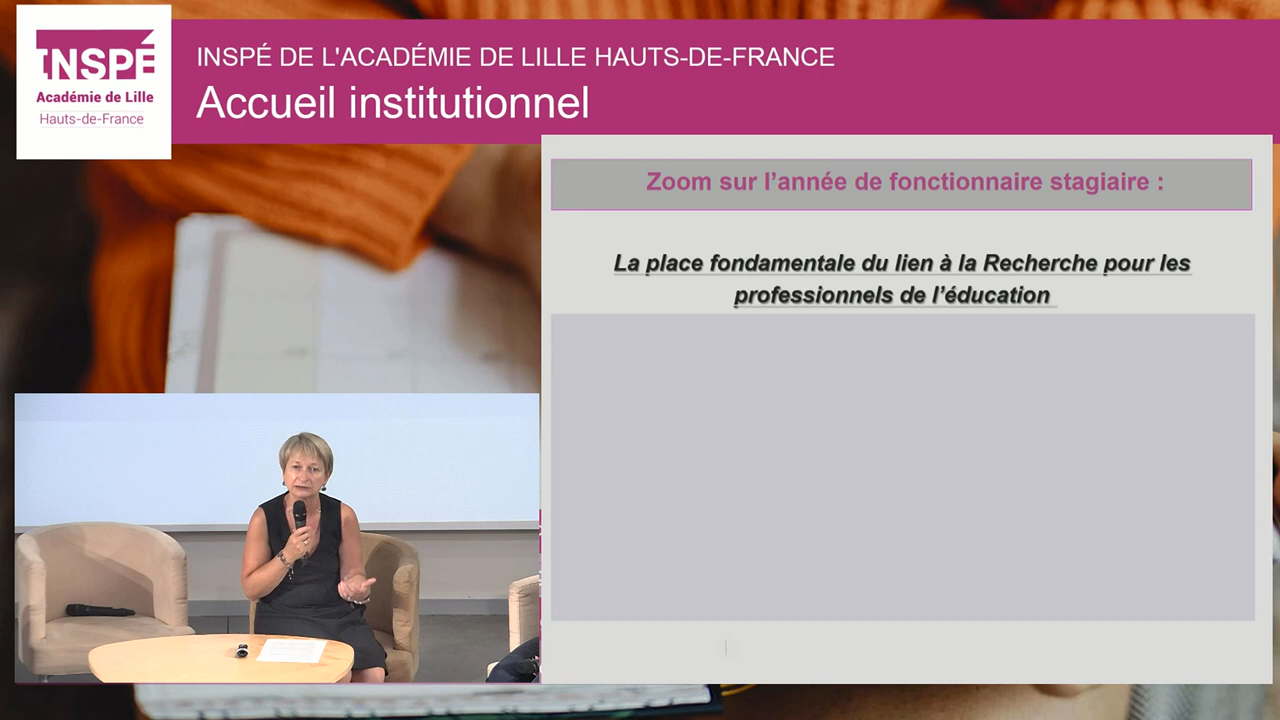 INSPÉ
Académie de Lille
Hauts-de-France
INSPÉ DE L'ACADÉMIE DE LILLE HAUTS-DE-FRANCE
Accueil institutionnel
Zoom sur l’année de fonctionnaire stagiaire :
La place fondamentale du lien à la Recherche pour les
professionnels de l’éducation